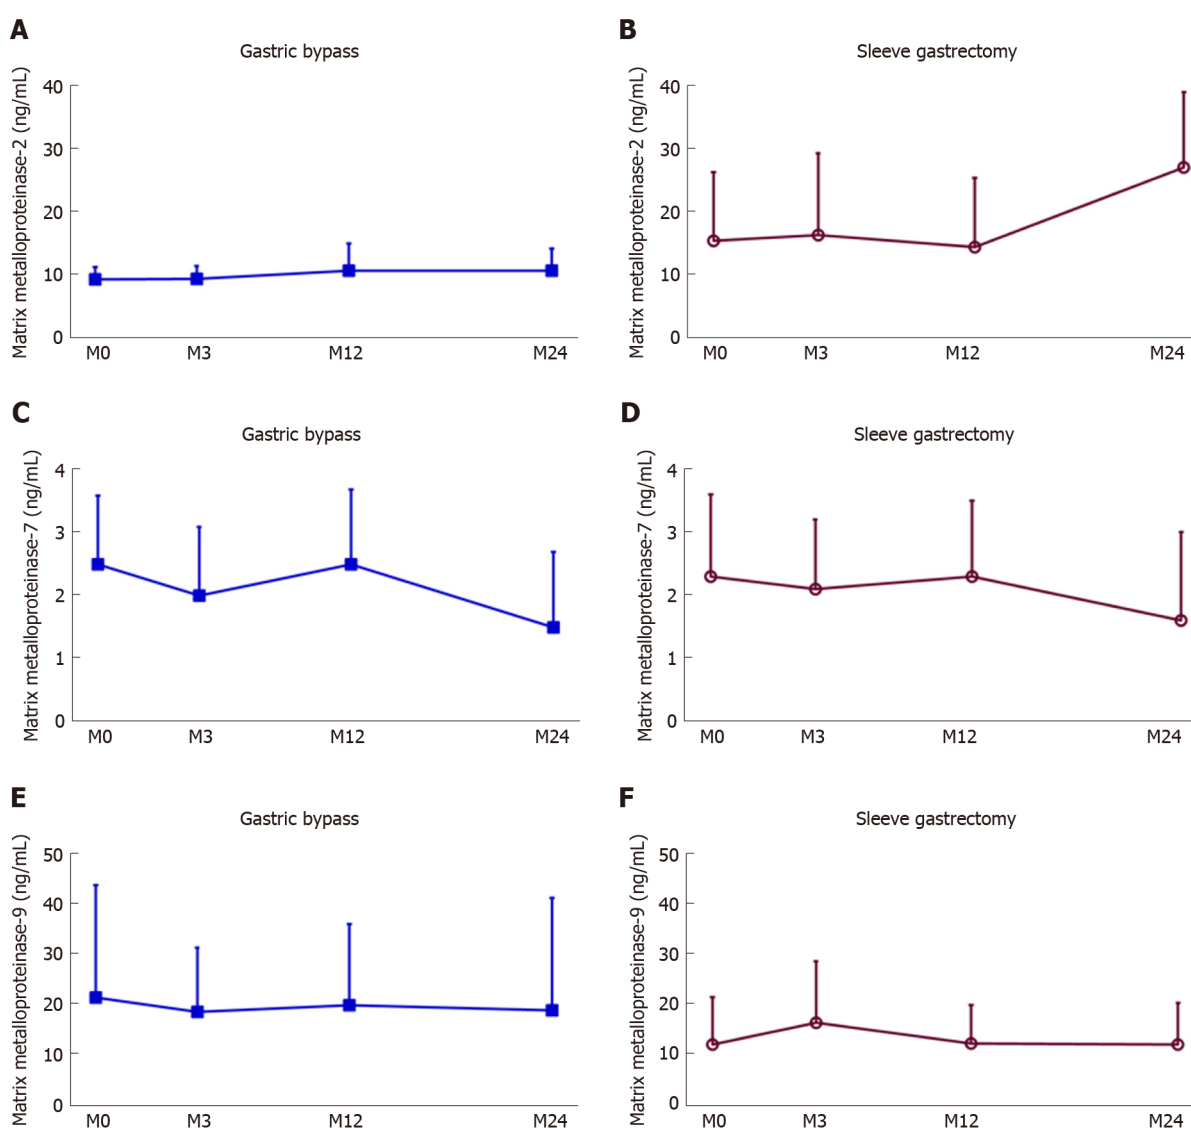 A
Gastric bypass
Matrix metalloproteinase-2 (ng/mL)
40
30
20
10
0
M0 M3 M12 M24
B
Sleeve gastrectomy
Matrix metalloproteinase-2 (ng/mL)
40
30
20
10
0
M0 M3 M12 M24
C
Gastric bypass
Matrix metalloproteinase-7 (ng/mL)
4
3
2
1
0
M0 M3 M12 M24
D
Sleeve gastrectomy
Matrix metalloproteinase-7 (ng/mL)
4
3
2
1
0
M0 M3 M12 M24
E
Gastric bypass
Matrix metalloproteinase-9 (ng/mL)
50
40
30
20
10
0
M0 M3 M12 M24
F
Sleeve gastrectomy
Matrix metalloproteinase-9 (ng/mL)
50
40
30
20
10
0
M0 M3 M12 M24